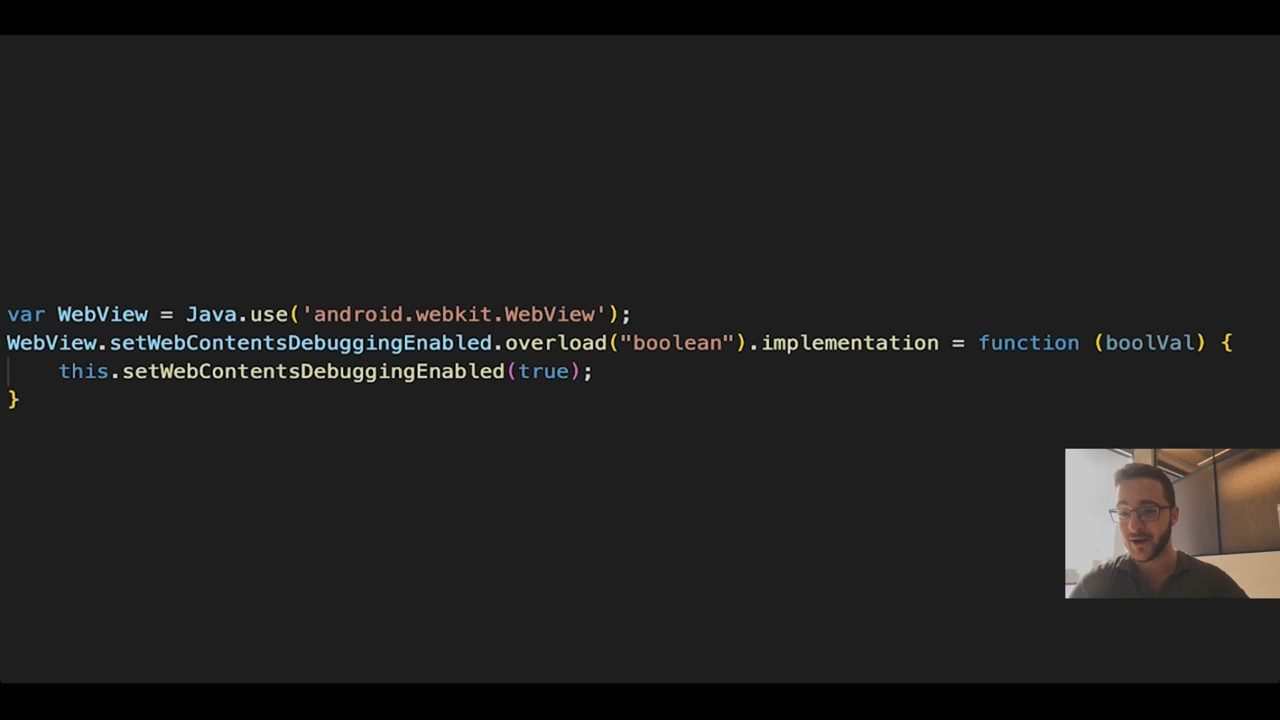 var WebView = Java.use('android.webkit.WebView');
WebView.setWebContentsDebuggingEnabled.overload("boolean").implementation = function (boolVal) {
    this.setWebContentsDebuggingEnabled(true);
}